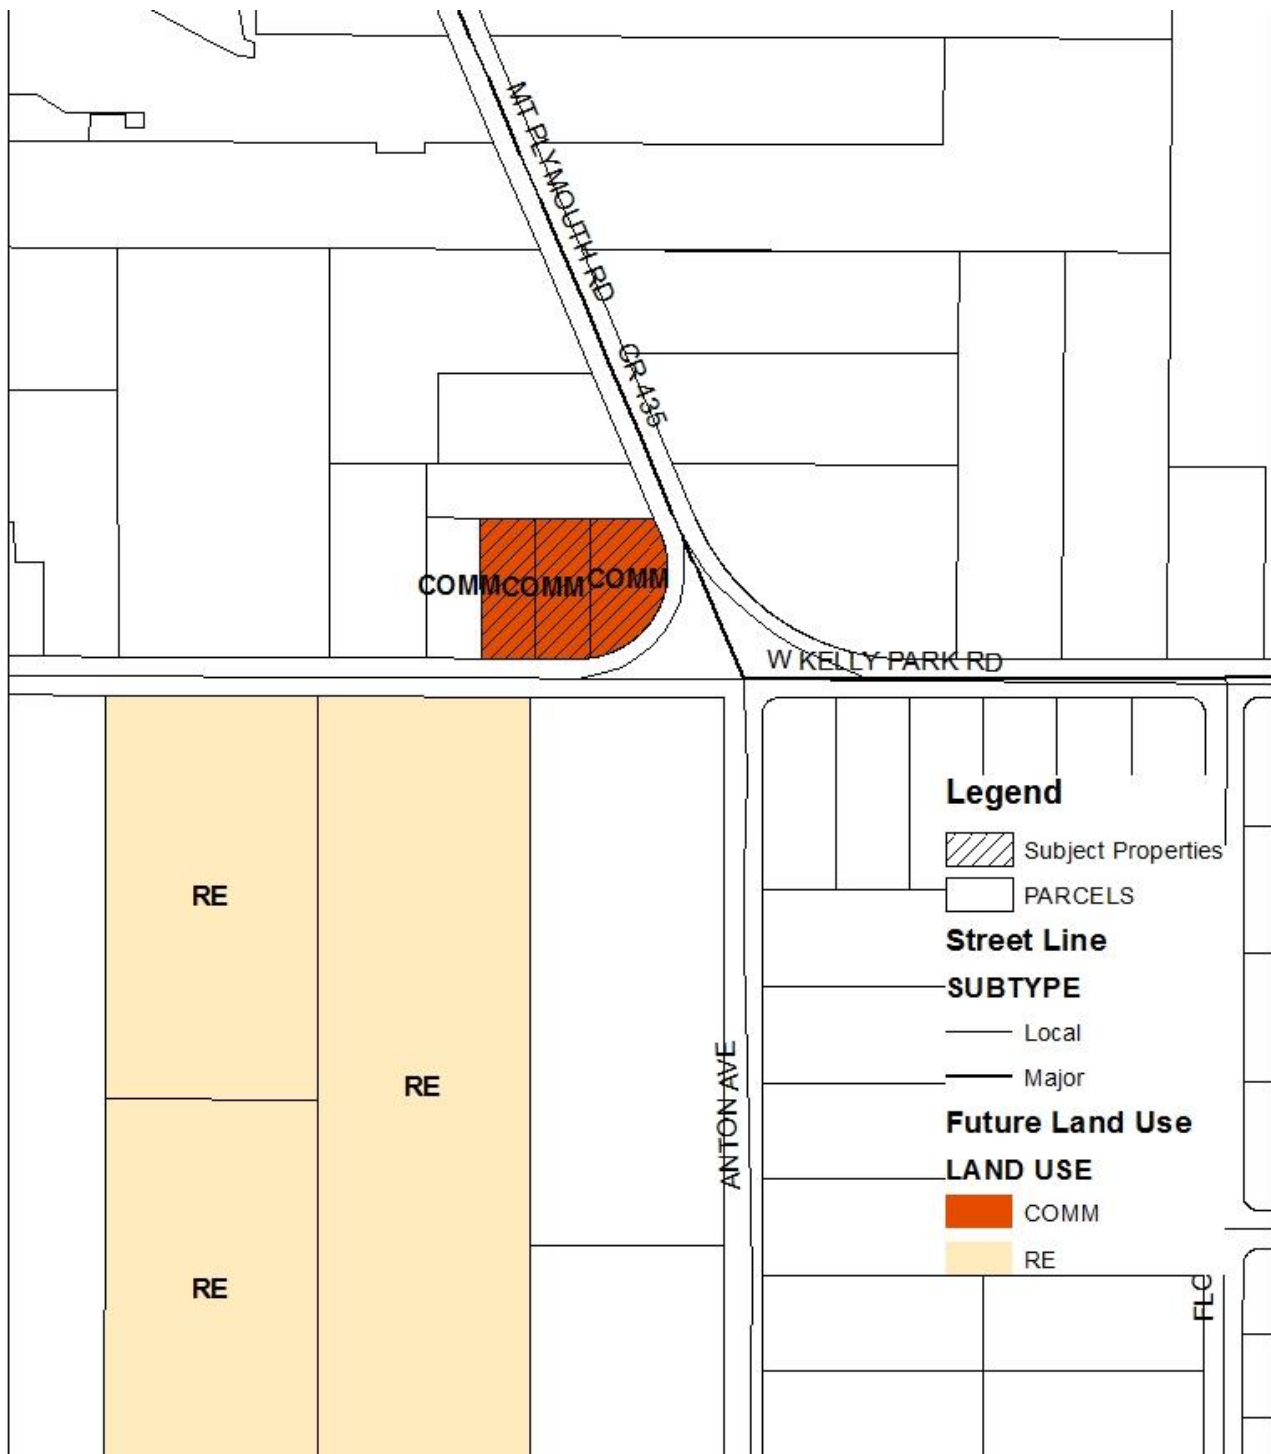 MT PLYMOUTH RD
CR 435
COMM
COMM
COMM
W KELLY PARK RD
Legend
Subject Properties
PARCELS
Street Line
SUBTYPE
Local
Major
Future Land Use
LAND USE
COMM
RE
RE
RE
RE
ANTON AVE
FLO